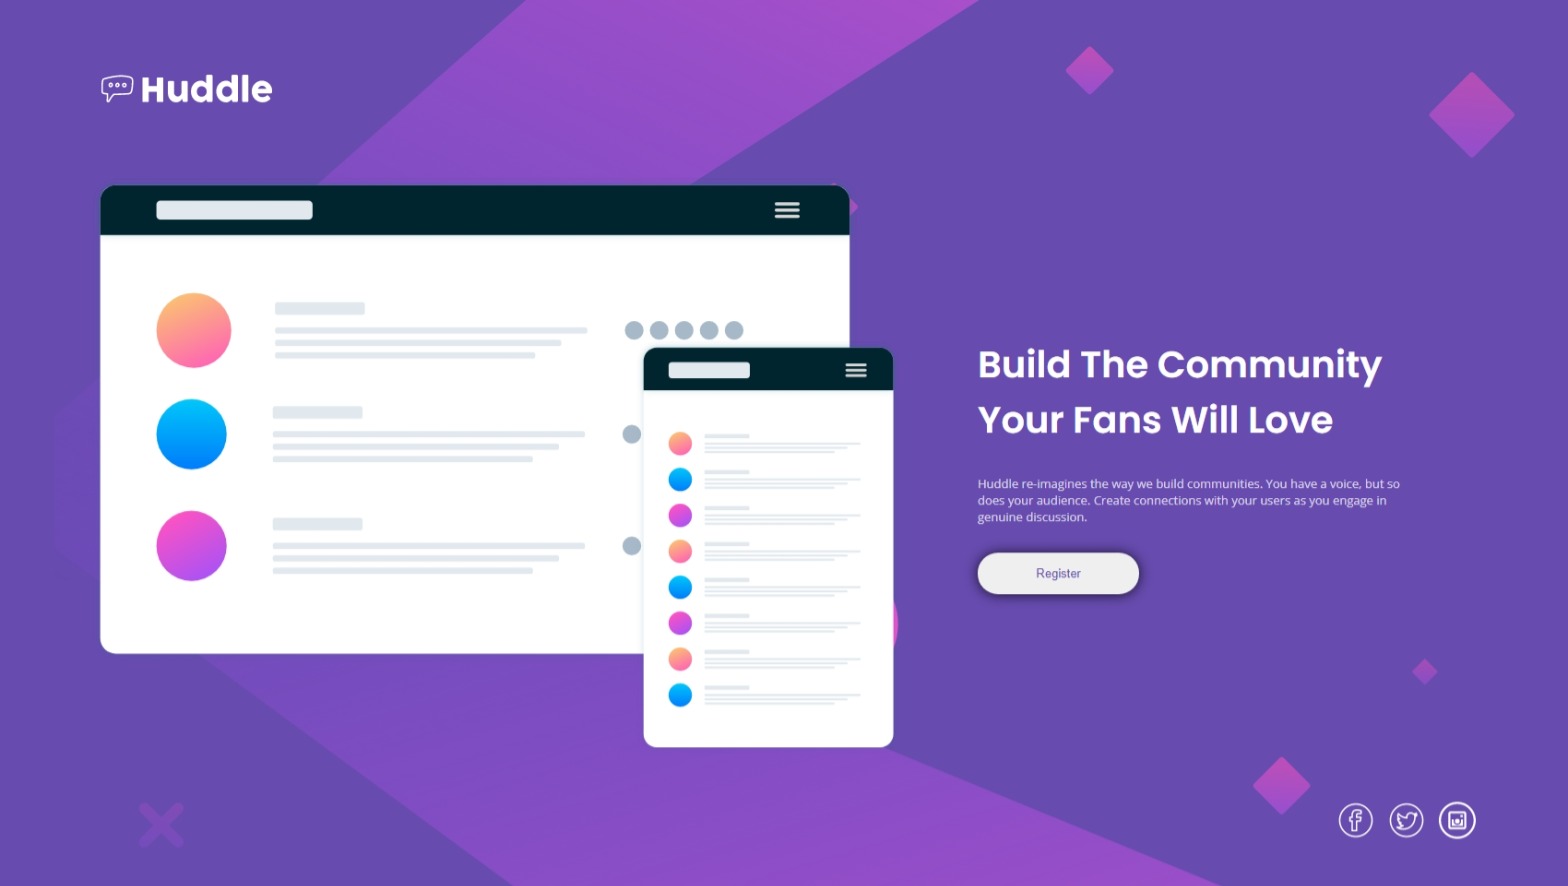 Huddle
Build The Community
Your Fans Will Love
Huddle re-imagines the way we build communities. You have a voice, but so
does your audience. Create connections with your users as you engage in
genuine discussion.
Register